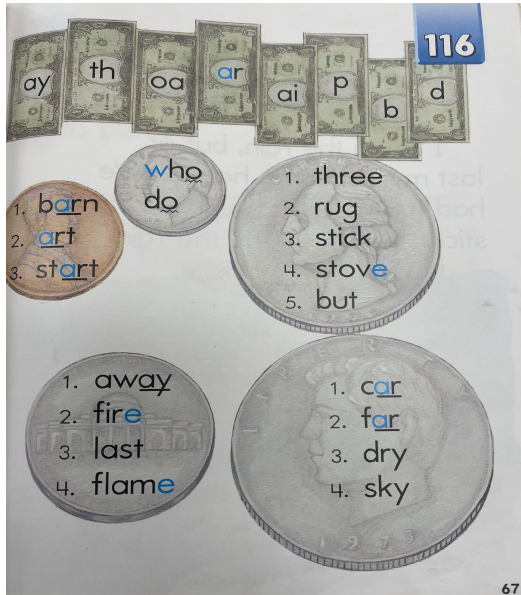 116
ay th oa ar ai p b d
who
do
1. barn
2. art
3. start
1. three
2. rug
3. stick
4. stove
5. but
1. away
2. fire
3. last
4. flame
LIBERTY
1. car
2. far
3. dry
4. sky
1973
67